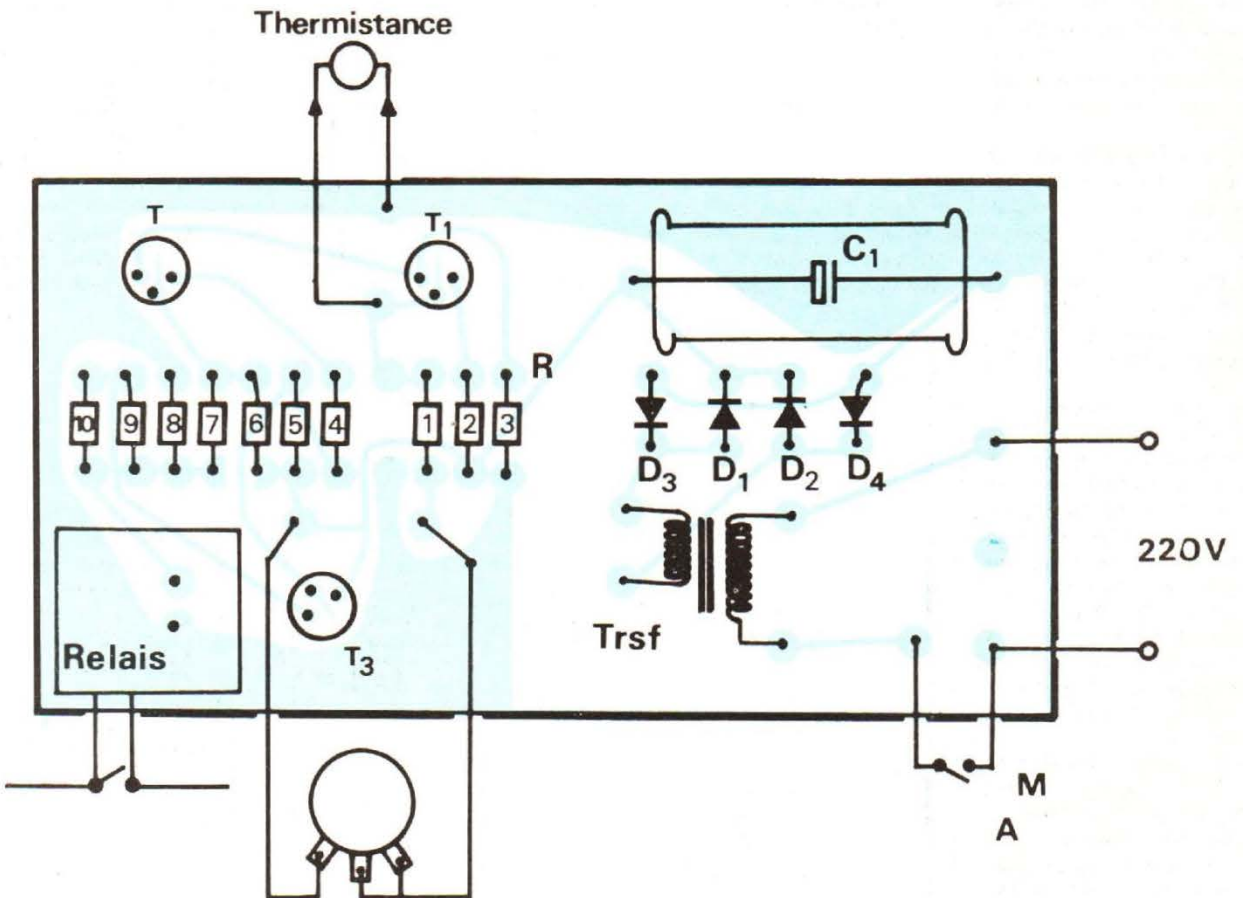 Thermistance
T
T₁
C₁
R
10 9 8 7 6 5 4 1 2 3
D₃ D₁ D₂ D₄
220V
Trsf
Relais
T₃
M
A